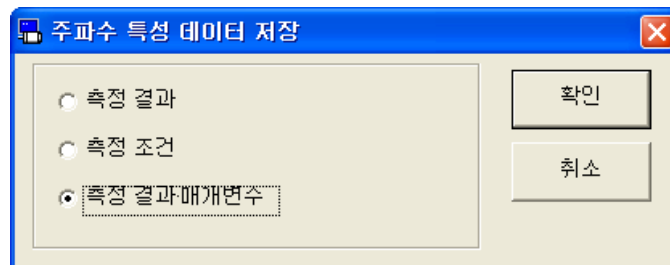 주파수 특성 데이터 저장
측정 결과
확인
측정 조건
취소
측정 결과·매개변수